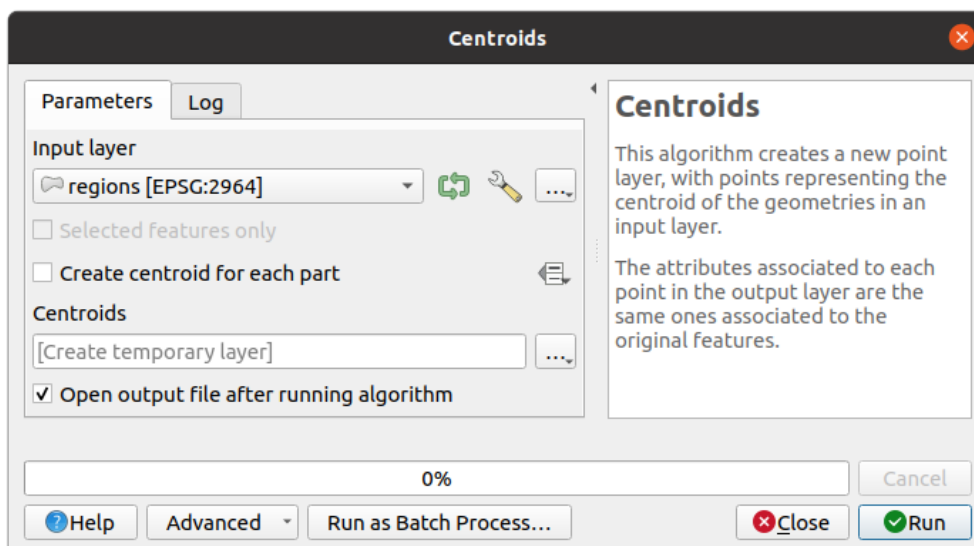 Centroids
Parameters
Log
Input layer
regions [EPSG:2964]
...
Selected features only
Create centroid for each part
Centroids
[Create temporary layer]
...
Open output file after running algorithm
Centroids
This algorithm creates a new point
layer, with points representing the
centroid of the geometries in an
input layer.
The attributes associated to each
point in the output layer are the
same ones associated to the
original features.
0%
Cancel
Help
Advanced
Run as Batch Process...
Close
Run